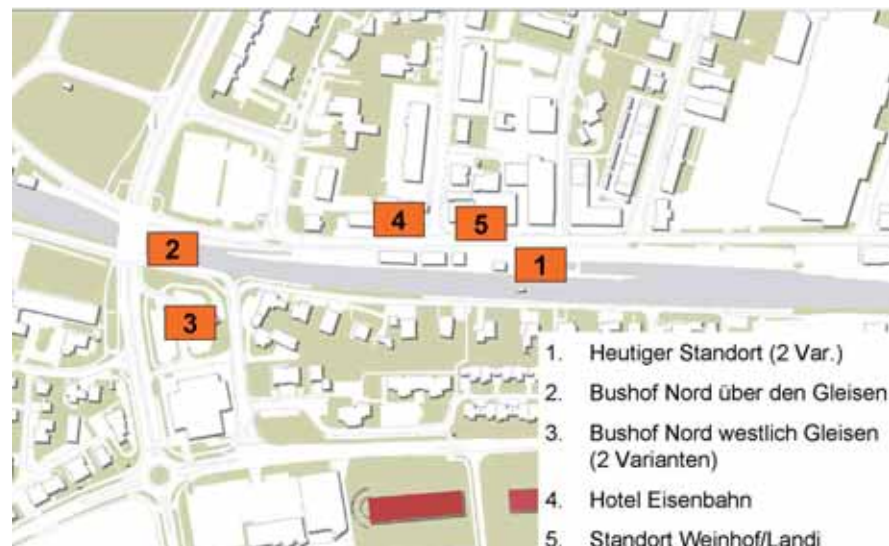 4
5
2
1
3
1. Heutiger Standort (2 Var.)
2. Bushof Nord über den Gleisen
3. Bushof Nord westlich Gleisen
(2 Varianten)
4. Hotel Eisenbahn
5. Standort Weinhof/Landi